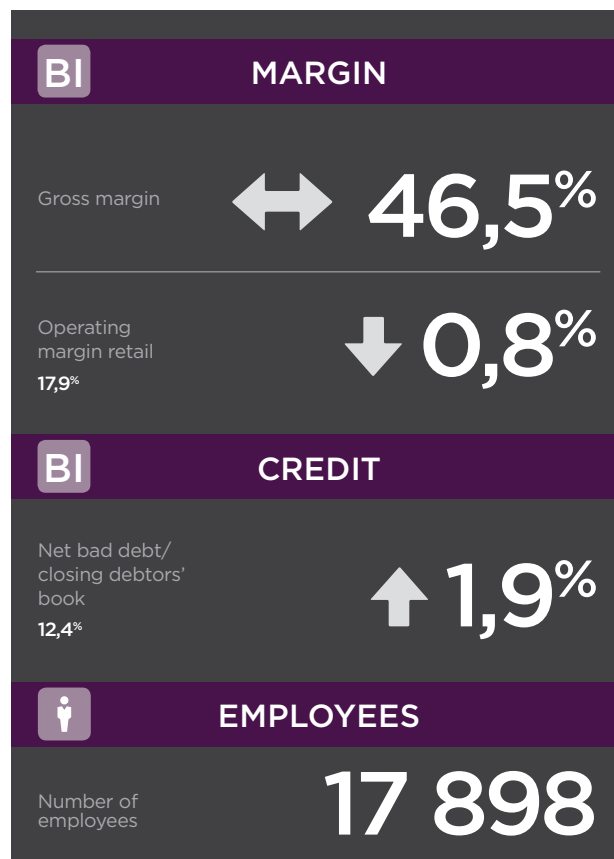 BI MARGIN
Gross margin 46,5%
Operating
margin retail
17,9%
0,8%
BI CREDIT
Net bad debt/
closing debtors’
book
12,4%
1,9%
EMPLOYEES
Number of
employees
17 898